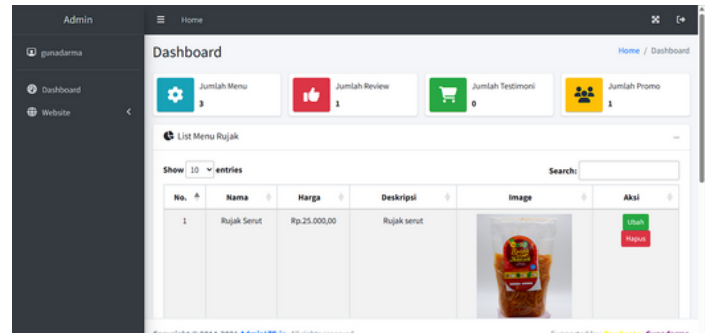 Admin
Home
gunadarma
Dashboard
Home / Dashboard
Dashboard
Website
Jumlah Menu
3
Jumlah Review
1
Jumlah Testimoni
0
Jumlah Promo
1
List Menu Rujak
Show 10 entries
Search:
No. Nama Harga Deskripsi Image Aksi
1 Rujak Serut Rp.25.000,00 Rujak serut
Ubah
Hapus